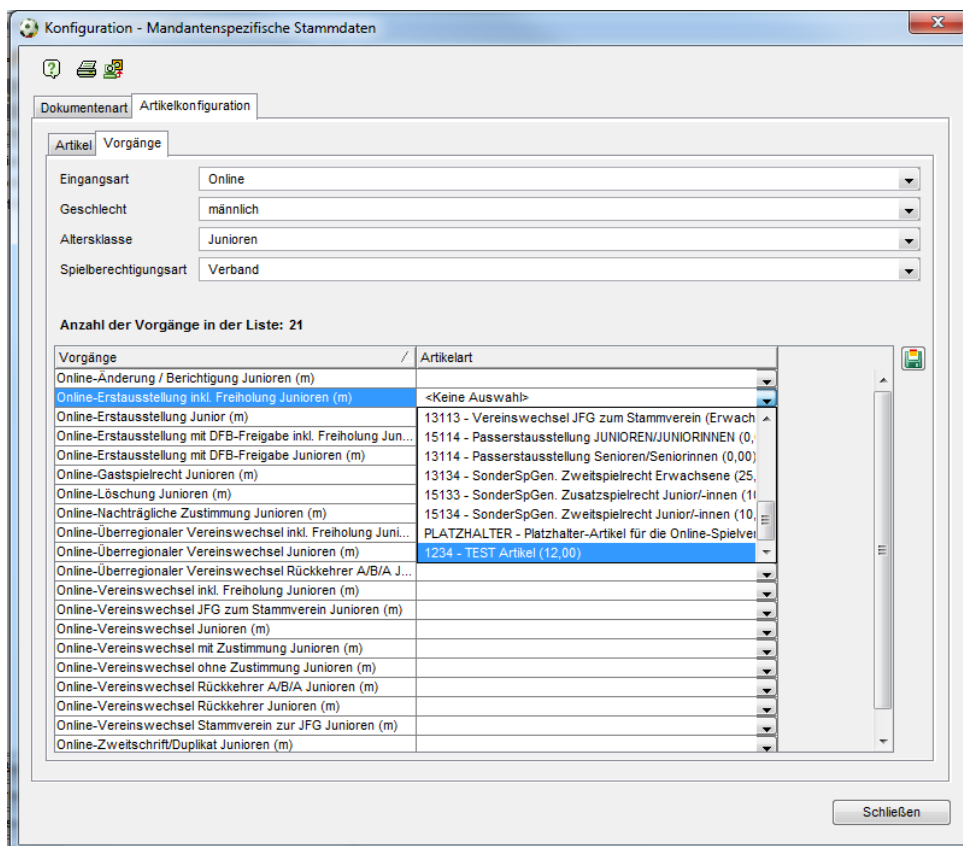 Konfiguration - Mandantenspezifische Stammdaten
Dokumentenart Artikelkonfiguration
Artikel Vorgänge
Eingangsart Online
Geschlecht männlich
Altersklasse Junioren
Spielberechtigungsart Verband
Anzahl der Vorgänge in der Liste: 21
Vorgänge Artikelart
Online-Änderung / Berichtigung Junioren (m)
Online-Erstausstellung inkl. Freiholung Junioren (m) <Keine Auswahl>
Online-Erstausstellung Junior (m) 13113 - Vereinswechsel JFG zum Stammverein (Erwach
Online-Erstausstellung mit DFB-Freigabe inkl. Freiholung Jun... 15114 - Passerstausstellung JUNIOREN/JUNIORINNEN (0,
Online-Erstausstellung mit DFB-Freigabe Junioren (m) 13114 - Passerstausstellung Senioren/Seniorinnen (0,00)
Online-Gastspielrecht Junioren (m) 13134 - SonderSpGen. Zweitspielrecht Erwachsene (25,
Online-Löschung Junioren (m) 15133 - SonderSpGen. Zusatzspielrecht Junior/-innen (10
Online-Nachträgliche Zustimmung Junioren (m) 15134 - SonderSpGen. Zweitspielrecht Junior/-innen (10,
Online-Überregionaler Vereinswechsel inkl. Freiholung Juni... PLATZHALTER - Platzhalter-Artikel für die Online-Spielver
Online-Überregionaler Vereinswechsel Junioren (m) 1234 - TEST Artikel (12,00)
Online-Überregionaler Vereinswechsel Rückkehrer A/B/A J...
Online-Vereinswechsel inkl. Freiholung Junioren (m)
Online-Vereinswechsel JFG zum Stammverein Junioren (m)
Online-Vereinswechsel Junioren (m)
Online-Vereinswechsel mit Zustimmung Junioren (m)
Online-Vereinswechsel ohne Zustimmung Junioren (m)
Online-Vereinswechsel Rückkehrer A/B/A Junioren (m)
Online-Vereinswechsel Rückkehrer Junioren (m)
Online-Vereinswechsel Stammverein zur JFG Junioren (m)
Online-Zweitschrift/Duplikat Junioren (m)
Schließen